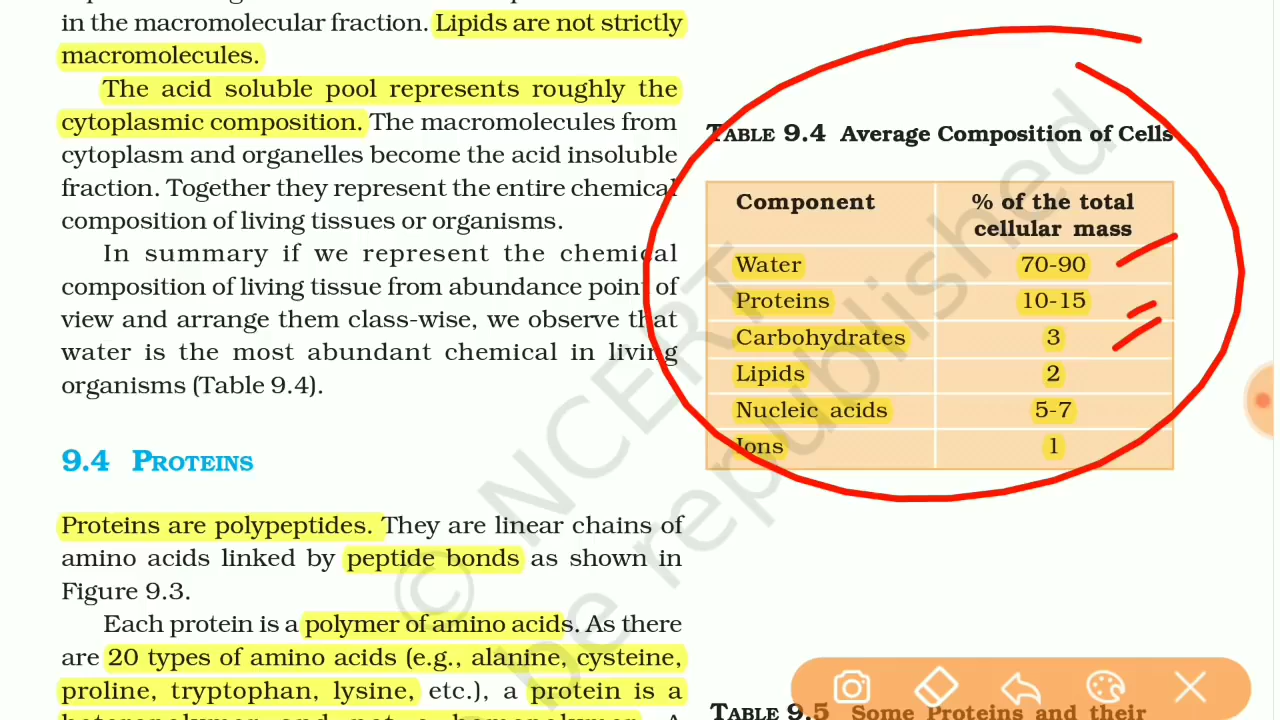 in the macromolecular fraction. Lipids are not strictly
macromolecules.
The acid soluble pool represents roughly the
cytoplasmic composition. The macromolecules from
cytoplasm and organelles become the acid insoluble
fraction. Together they represent the entire chemical
composition of living tissues or organisms.
In summary if we represent the chemical
composition of living tissue from abundance point of
view and arrange them class-wise, we observe that
water is the most abundant chemical in living
organisms (Table 9.4).
9.4 PROTEINS
Proteins are polypeptides. They are linear chains of
amino acids linked by peptide bonds as shown in
Figure 9.3.
Each protein is a polymer of amino acids. As there
are 20 types of amino acids (e.g., alanine, cysteine,
proline, tryptophan, lysine, etc.), a protein is a
TABLE 9.4 Average Composition of Cells
Component % of the total
cellular mass
Water 70-90
Proteins 10-15
Carbohydrates 3
Lipids 2
Nucleic acids 5-7
Ions 1
TABLE 9.5 Some Proteins and their
© NCERT
be republished